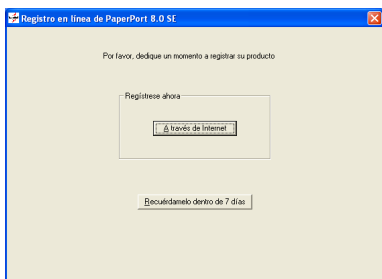 Registro en línea de PaperPort 8.0 SE
Por favor, dedique un momento a registrar su producto
Regístrese ahora
A través de Internet
Recuérdamelo dentro de 7 días